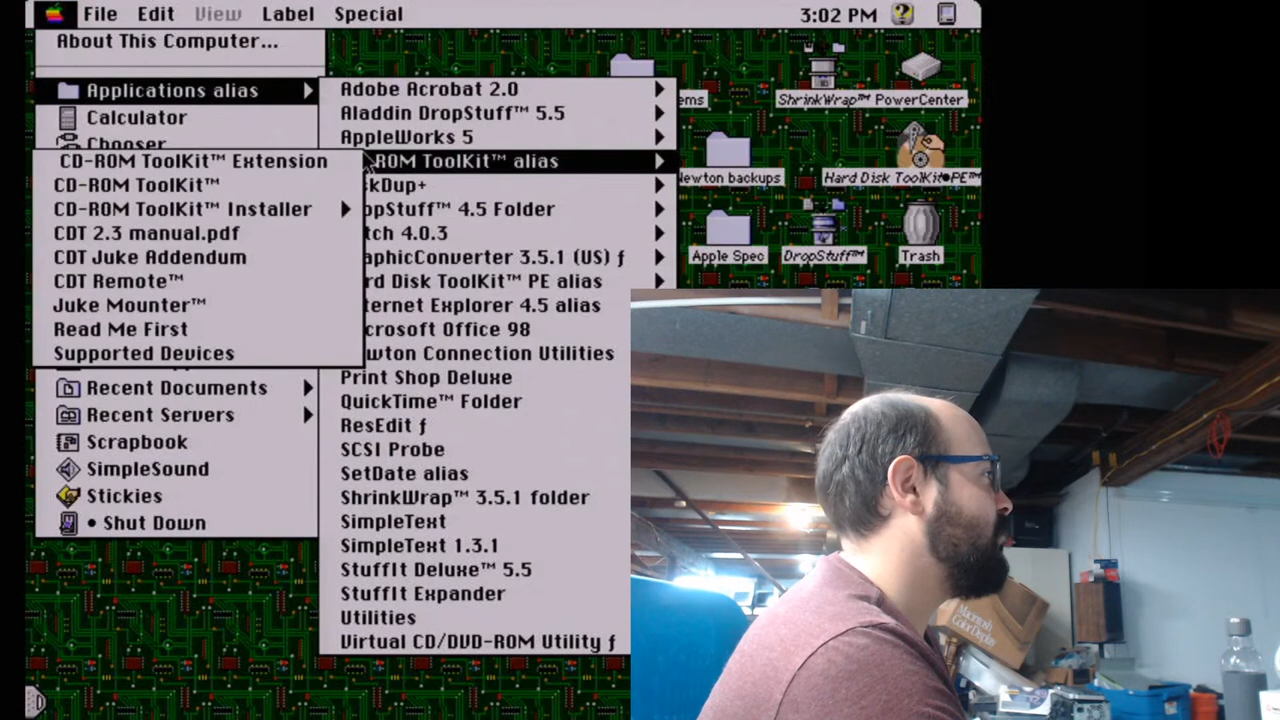 File Edit View Label Special 3:02 PM
About This Computer...
Applications alias
Calculator
Chooser
Recent Documents
Recent Servers
Scrapbook
SimpleSound
Stickies
• Shut Down
Adobe Acrobat 2.0
Aladdin DropStuff™ 5.5
AppleWorks 5
ROM ToolKit™ alias
kDup+
pStuff™ 4.5 Folder
tch 4.0.3
aphicConverter 3.5.1 (US) ƒ
rd Disk ToolKit™ PE alias
ternet Explorer 4.5 alias
crosoft Office 98
wton Connection Utilities
Print Shop Deluxe
QuickTime™ Folder
ResEdit ƒ
SCSI Probe
SetDate alias
ShrinkWrap™ 3.5.1 folder
SimpleText
SimpleText 1.3.1
StuffIt Deluxe™ 5.5
StuffIt Expander
Utilities
Virtual CD/DVD-ROM Utility ƒ
CD-ROM ToolKit™ Extension
CD-ROM ToolKit™
CD-ROM ToolKit™ Installer
CDT 2.3 manual.pdf
CDT Juke Addendum
CDT Remote™
Juke Mounter™
Read Me First
Supported Devices
ems
ShrinkWrap™
PowerCenter
Newton backups
Hard Disk ToolKit•PE™
Apple Spec
DropStuff™
Trash
Macintosh
Color Display